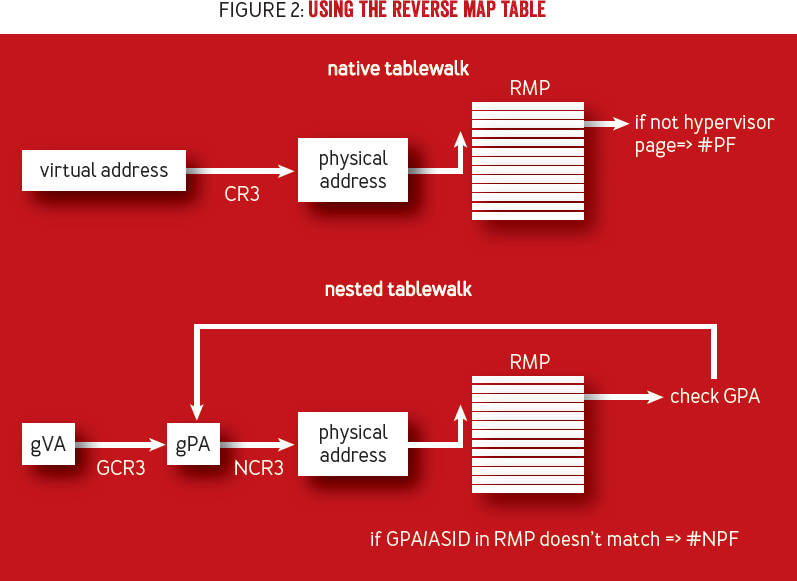 FIGURE 2: USING THE REVERSE MAP TABLE
native tablewalk
RMP
virtual address
CR3
physical
address
if not hypervisor
page=> #PF
nested tablewalk
RMP
gVA
GCR3
gPA
NCR3
physical
address
check GPA
if GPA/ASID in RMP doesn't match => #NPF